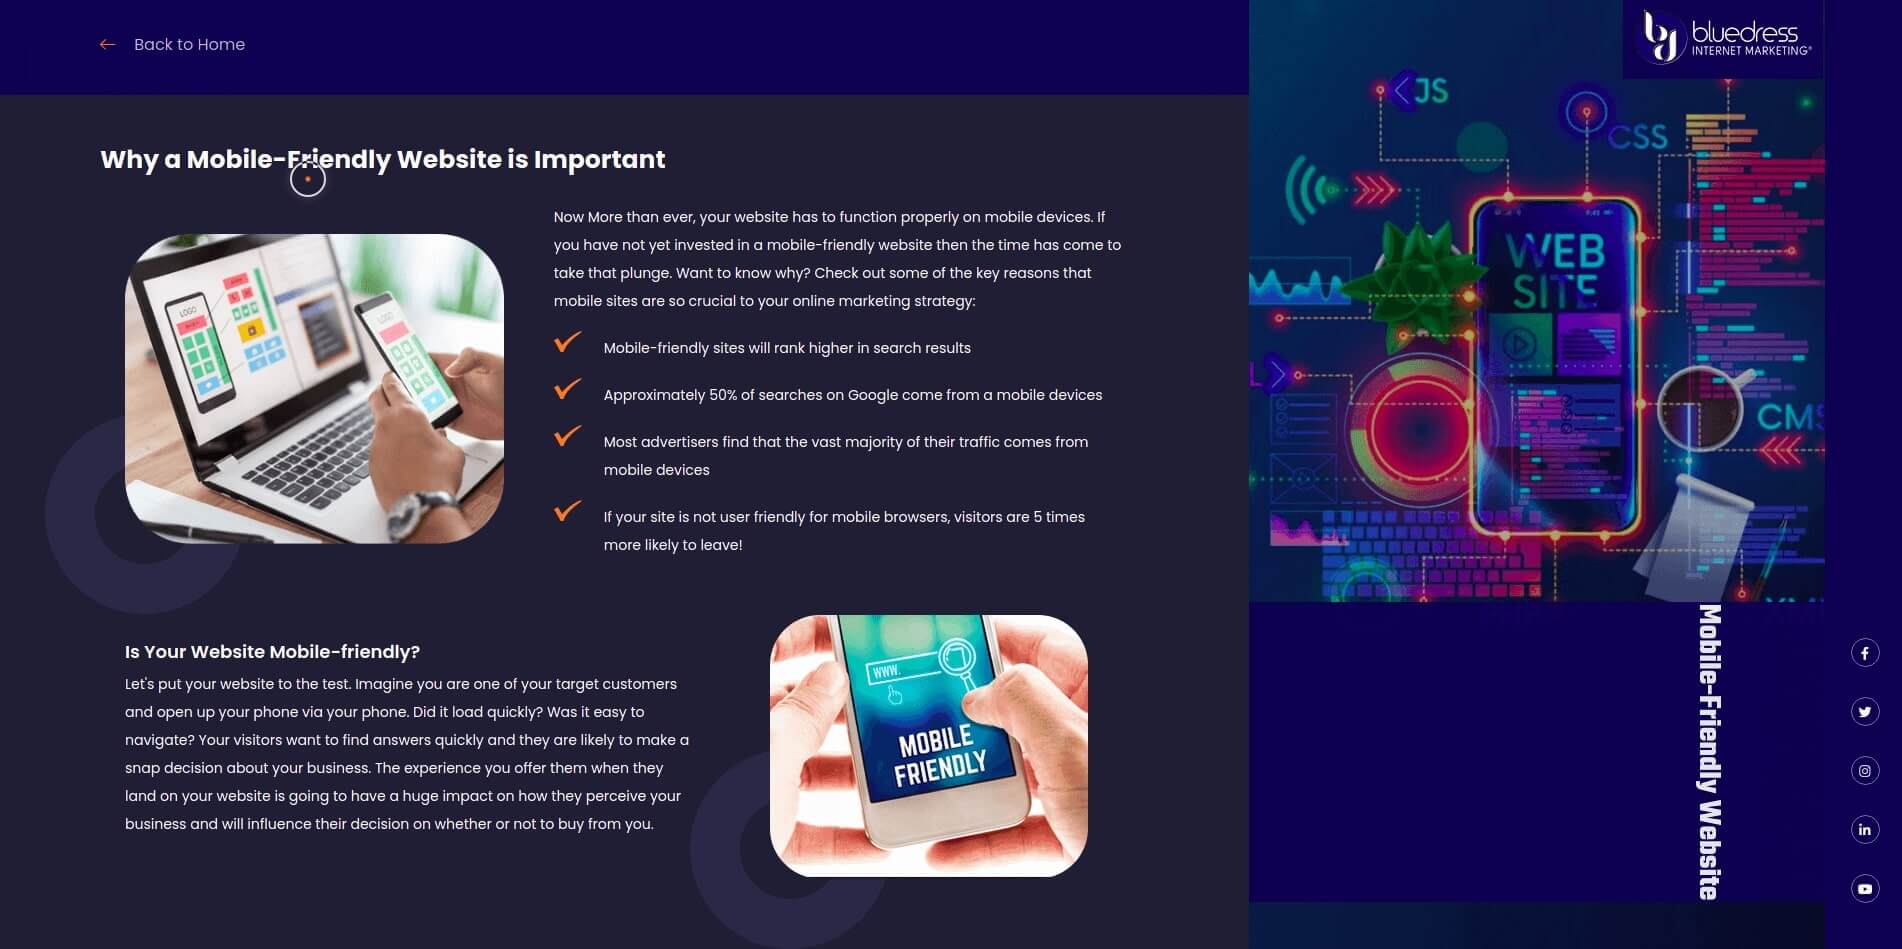 Back to Home
bluedress
INTERNET MARKETING®
Why a Mobile-Friendly Website is Important
Now More than ever, your website has to function properly on mobile devices. If
you have not yet invested in a mobile-friendly website then the time has come to
take that plunge. Want to know why? Check out some of the key reasons that
mobile sites are so crucial to your online marketing strategy:
Mobile-friendly sites will rank higher in search results
Approximately 50% of searches on Google come from a mobile devices
Most advertisers find that the vast majority of their traffic comes from
mobile devices
If your site is not user friendly for mobile browsers, visitors are 5 times
more likely to leave!
LOGO
LOGO
Is Your Website Mobile-friendly?
Let's put your website to the test. Imagine you are one of your target customers
and open up your phone via your phone. Did it load quickly? Was it easy to
navigate? Your visitors want to find answers quickly and they are likely to make a
snap decision about your business. The experience you offer them when they
land on your website is going to have a huge impact on how they perceive your
business and will influence their decision on whether or not to buy from you.
WWW.
MOBILE
FRIENDLY
JS
CSS
WEB
SITE
CMS
Mobile-Friendly Website